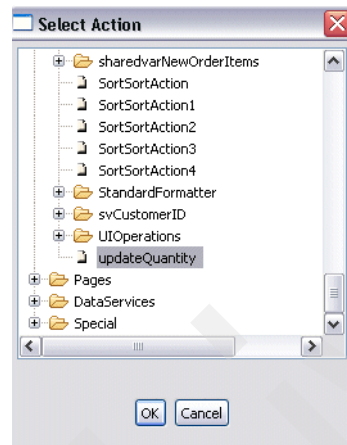 Select Action
sharedvarNewOrderItems
SortSortAction
SortSortAction1
SortSortAction2
SortSortAction3
SortSortAction4
StandardFormatter
svCustomerID
UIOperations
updateQuantity
Pages
DataServices
Special
OK Cancel